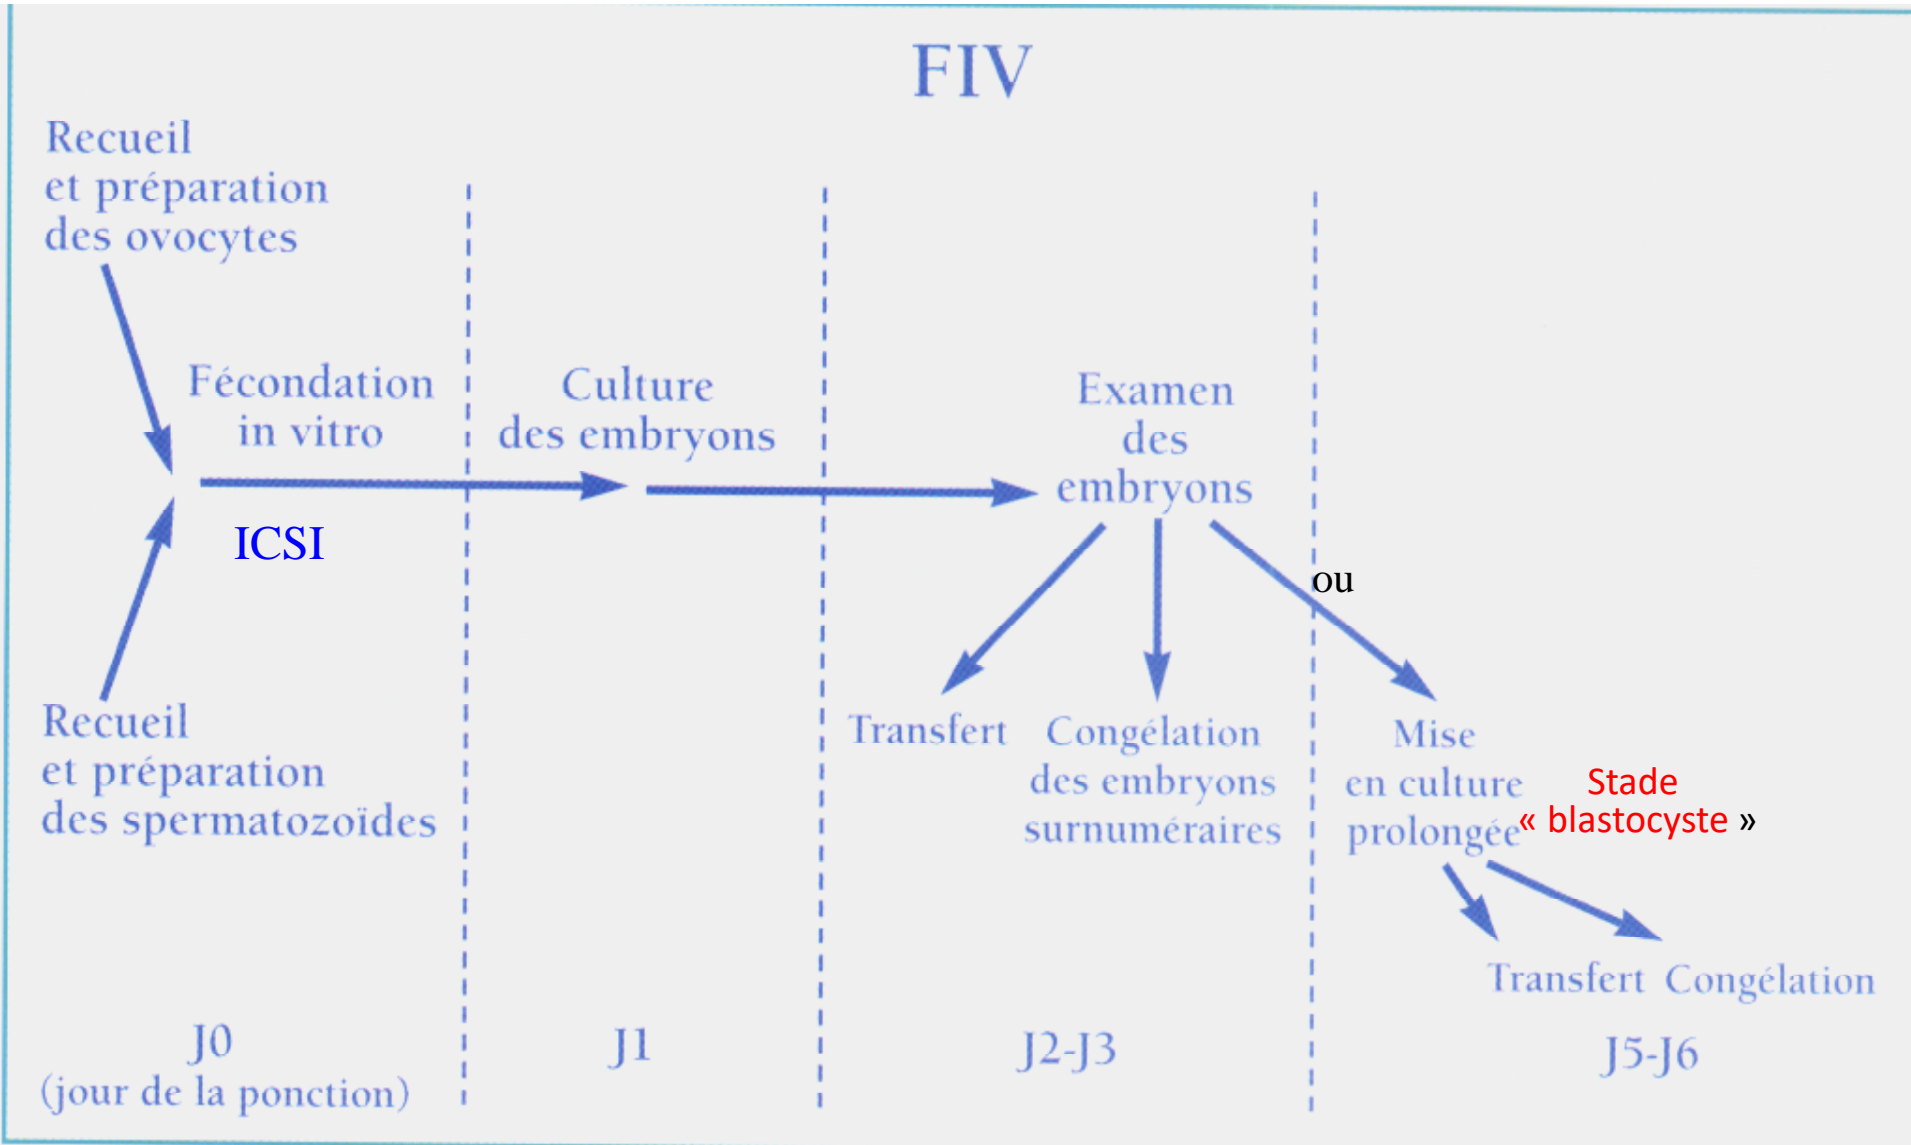 FIV
Recueil
et préparation
des ovocytes
Fécondation
in vitro
ICSI
Recueil
et préparation
des spermatozoïdes
J0
(jour de la ponction)
Culture
des embryons
J1
Examen
des
embryons
Transfert
Congélation
des embryons
surnuméraires
J2-J3
ou
Mise
en culture
prolongée
Stade
« blastocyste »
Transfert Congélation
J5-J6